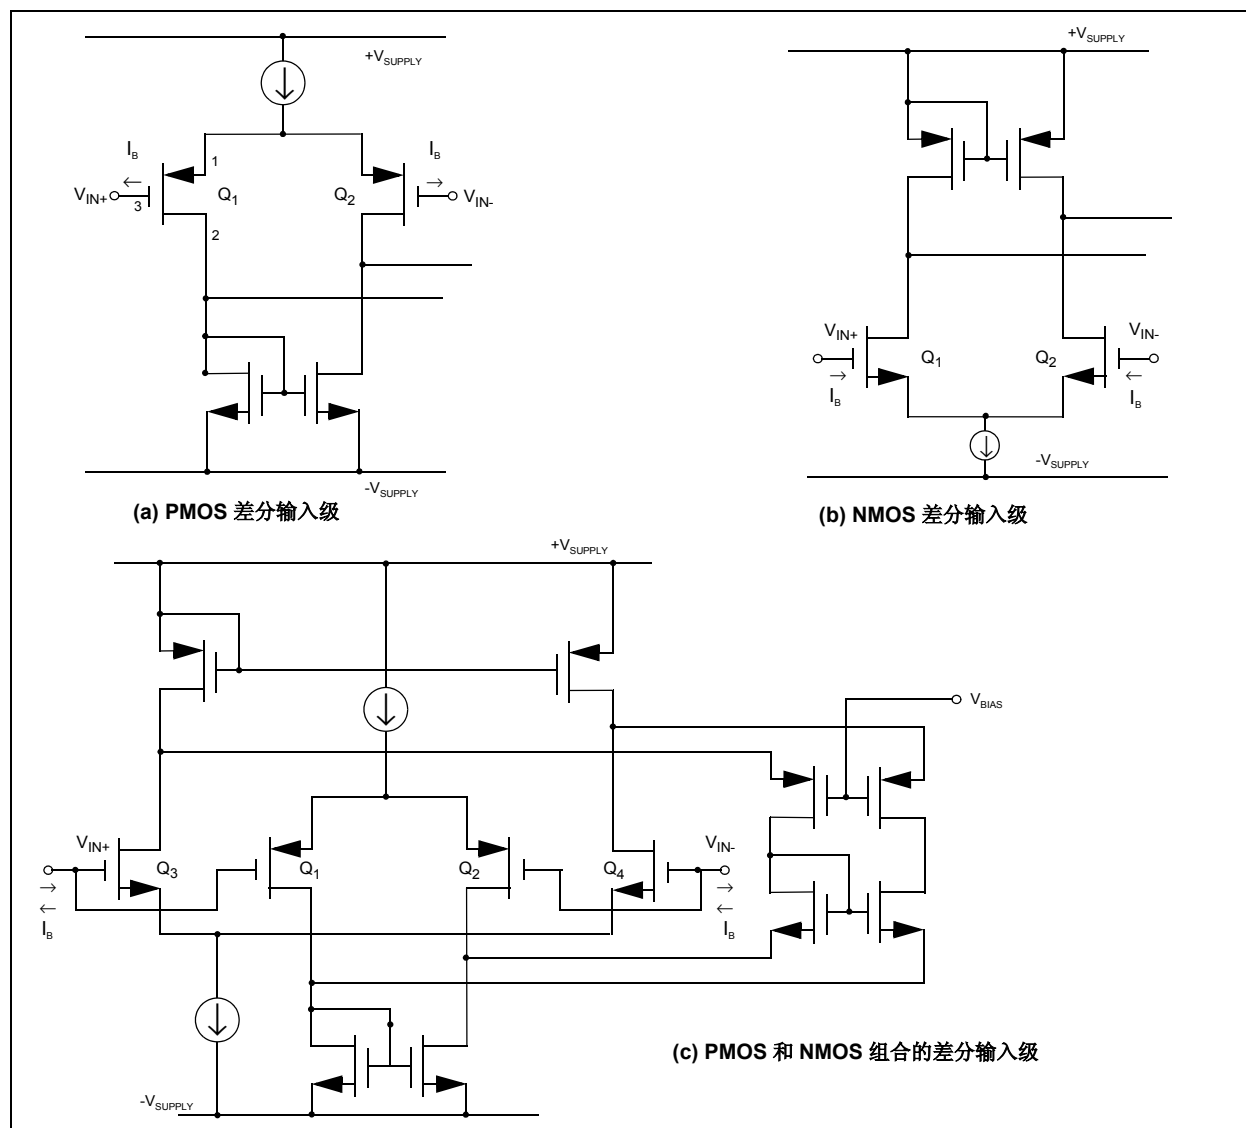 +VSUPPLY
IB
IB
1
VIN+
3
Q1
Q2
VIN-
2
-VSUPPLY
(a) PMOS 差分输入级
+VSUPPLY
VIN+
VIN-
Q1
Q2
IB
IB
-VSUPPLY
(b) NMOS 差分输入级
+VSUPPLY
VBIAS
VIN+
VIN-
Q3
Q1
Q2
Q4
IB
IB
(c) PMOS 和 NMOS 组合的差分输入级
-VSUPPLY